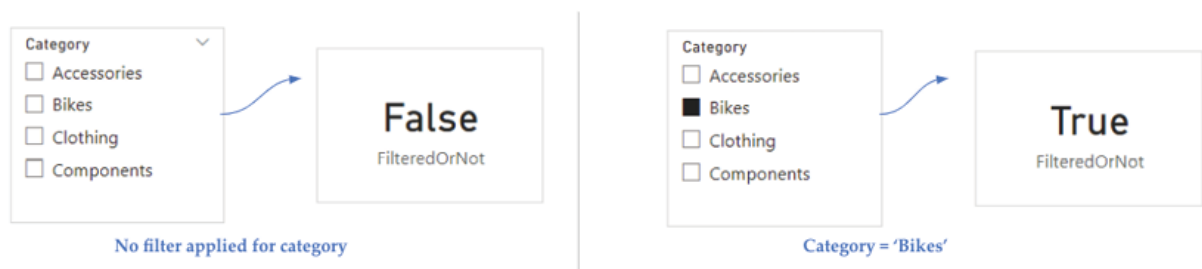 Category
Accessories
Bikes
Clothing
Components
False
FilteredOrNot
No filter applied for category
Category
Accessories
Bikes
Clothing
Components
True
FilteredOrNot
Category = ‘Bikes’